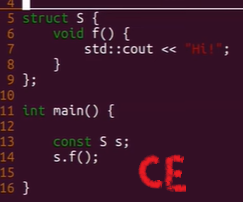 4
5 struct S {
6     void f() {
7         std::cout << "Hi!";
8     }
9 };
10
11 int main() {
12
13     const S s;
14     s.f();
15
16 }
CE